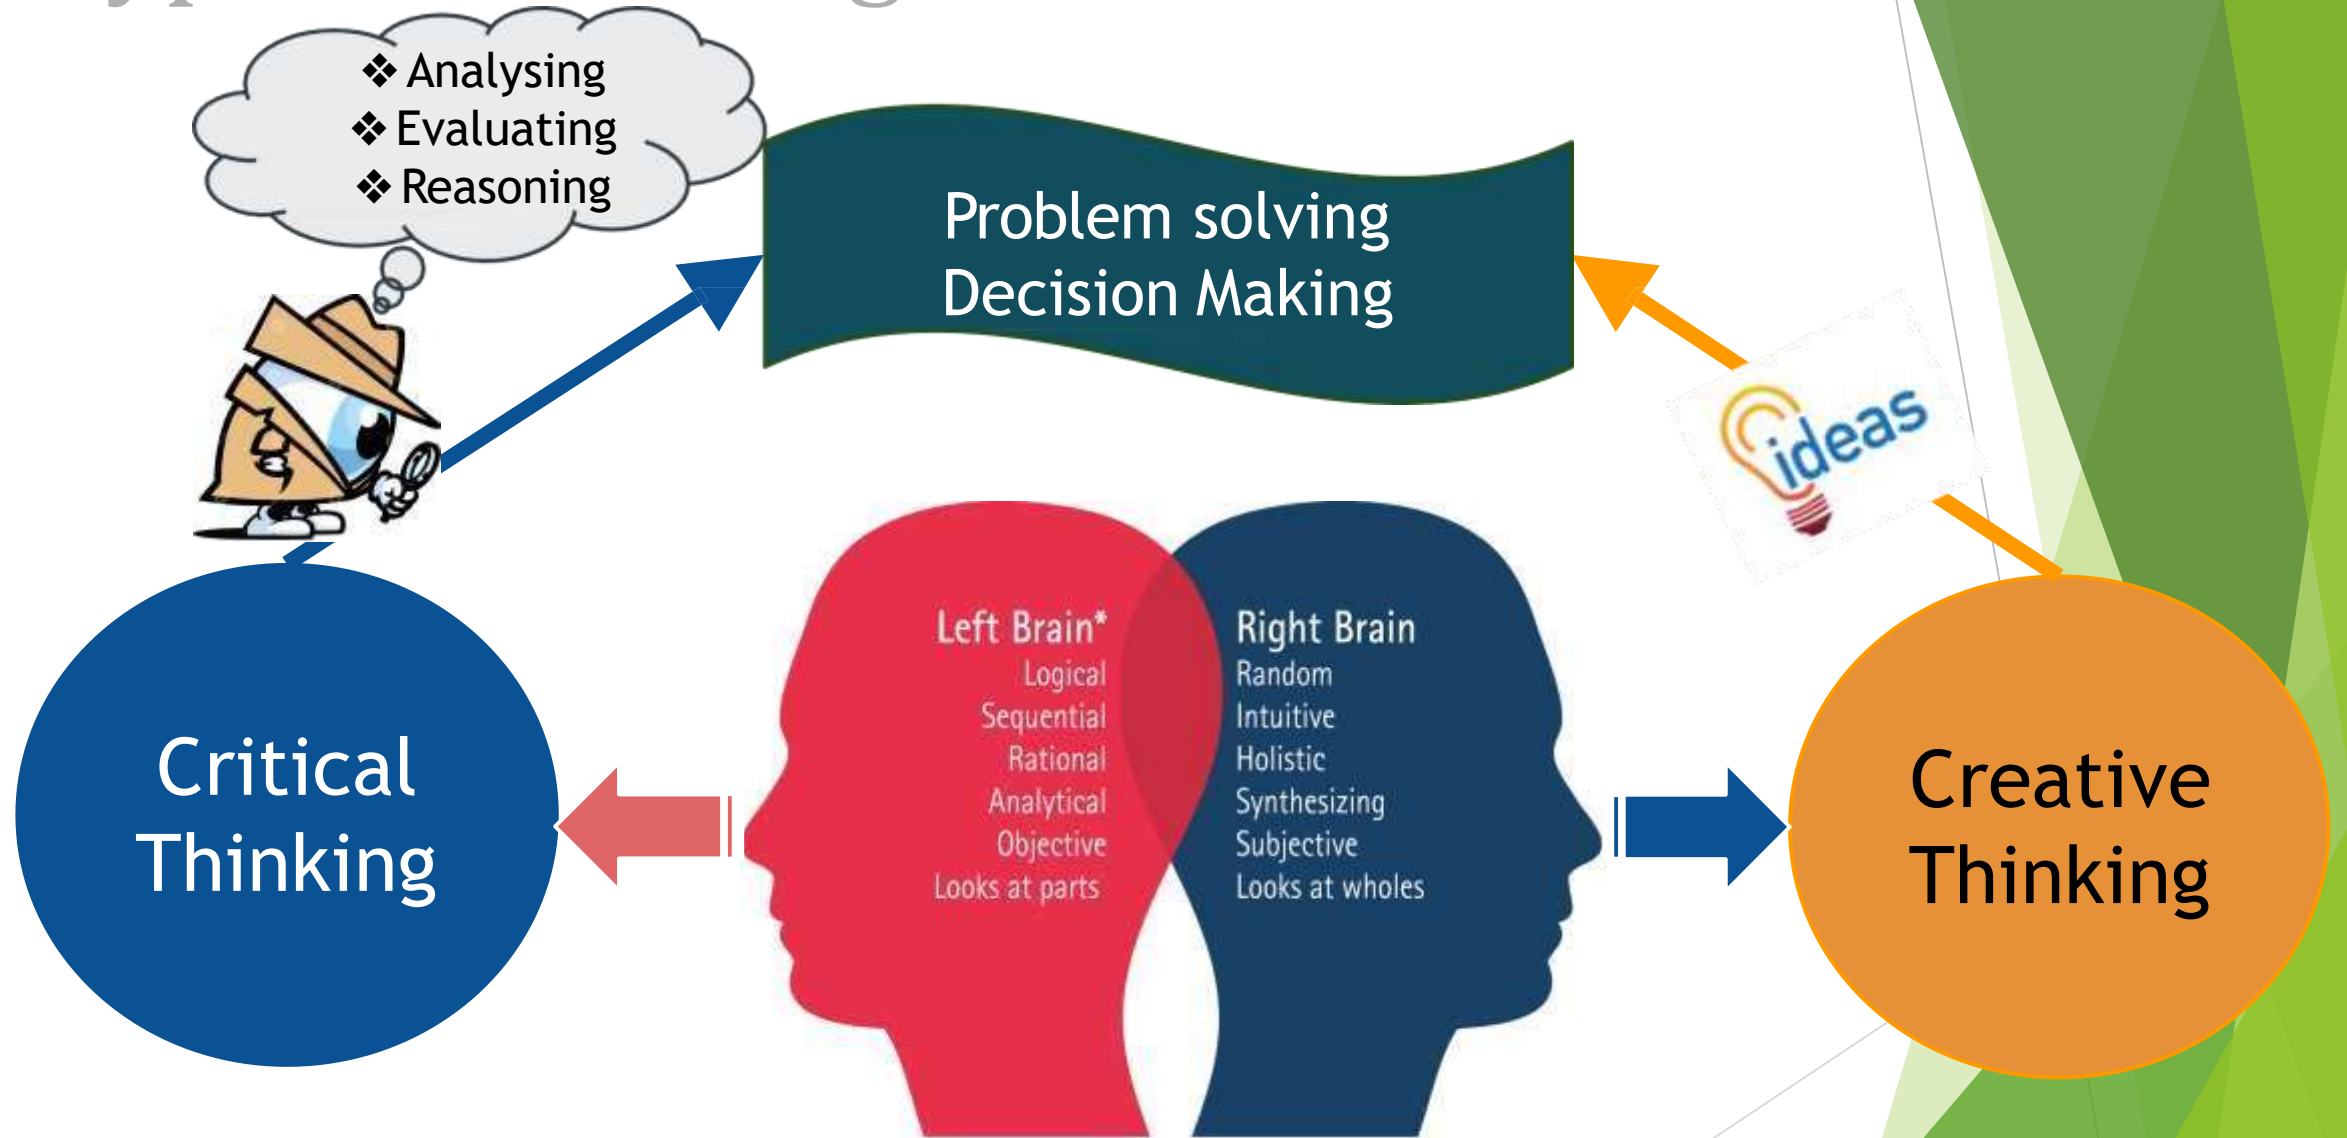 ❖ Analysing
❖ Evaluating
❖ Reasoning
Problem solving
Decision Making
ideas
Left Brain*
Logical
Sequential
Rational
Analytical
Objective
Looks at parts
Right Brain
Random
Intuitive
Holistic
Synthesizing
Subjective
Looks at wholes
Critical
Thinking
Creative
Thinking